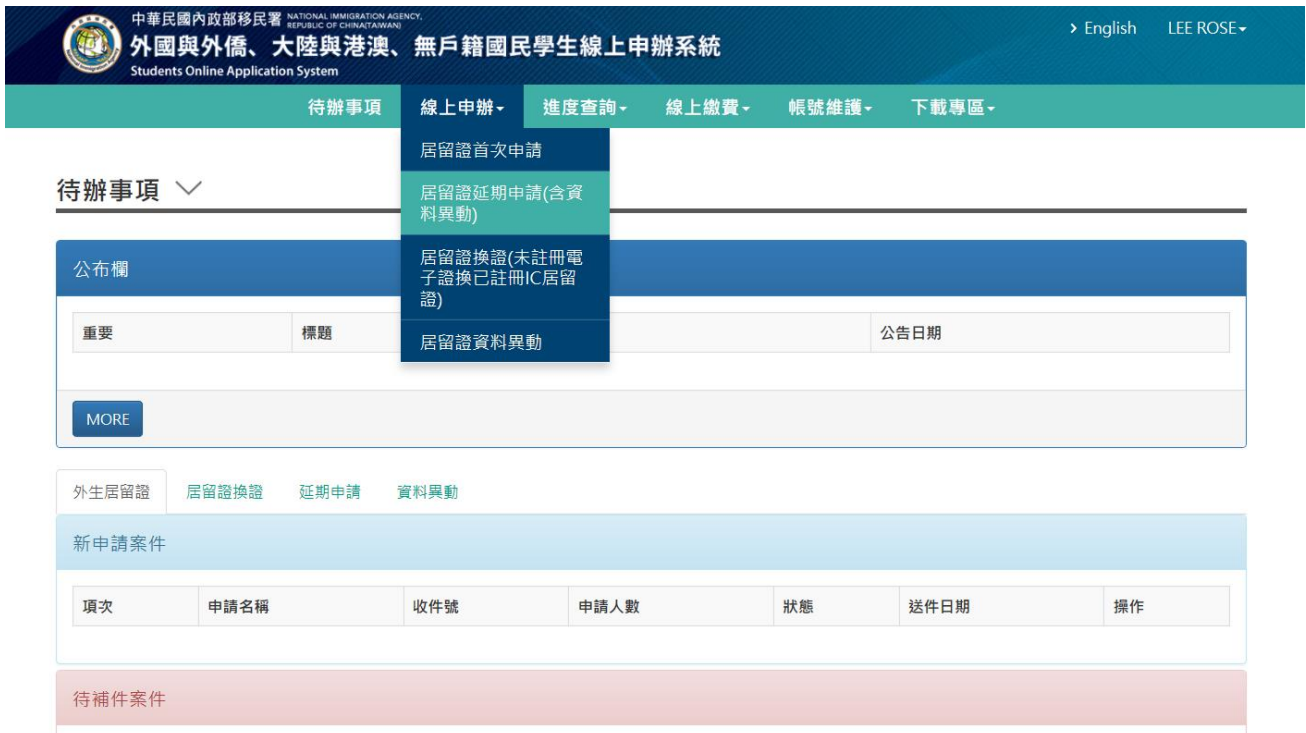 中華民國內政部移民署 NATIONAL IMMIGRATION AGENCY,
REPUBLIC OF CHINA(TAIWAN)
外國與外僑、大陸與港澳、無戶籍國民學生線上申辦系統
Students Online Application System
> English LEE ROSE
待辦事項 線上申辦 進度查詢 線上繳費 帳號維護 下載專區
居留證首次申請
居留證延期申請(含資
料異動)
居留證換證(未註冊電
子證換已註冊IC居留
證)
居留證資料異動
待辦事項
公布欄
重要 標題 公告日期
MORE
外生居留證 居留證換證 延期申請 資料異動
新申請案件
項次 申請名稱 收件號 申請人數 狀態 送件日期 操作
待補件案件